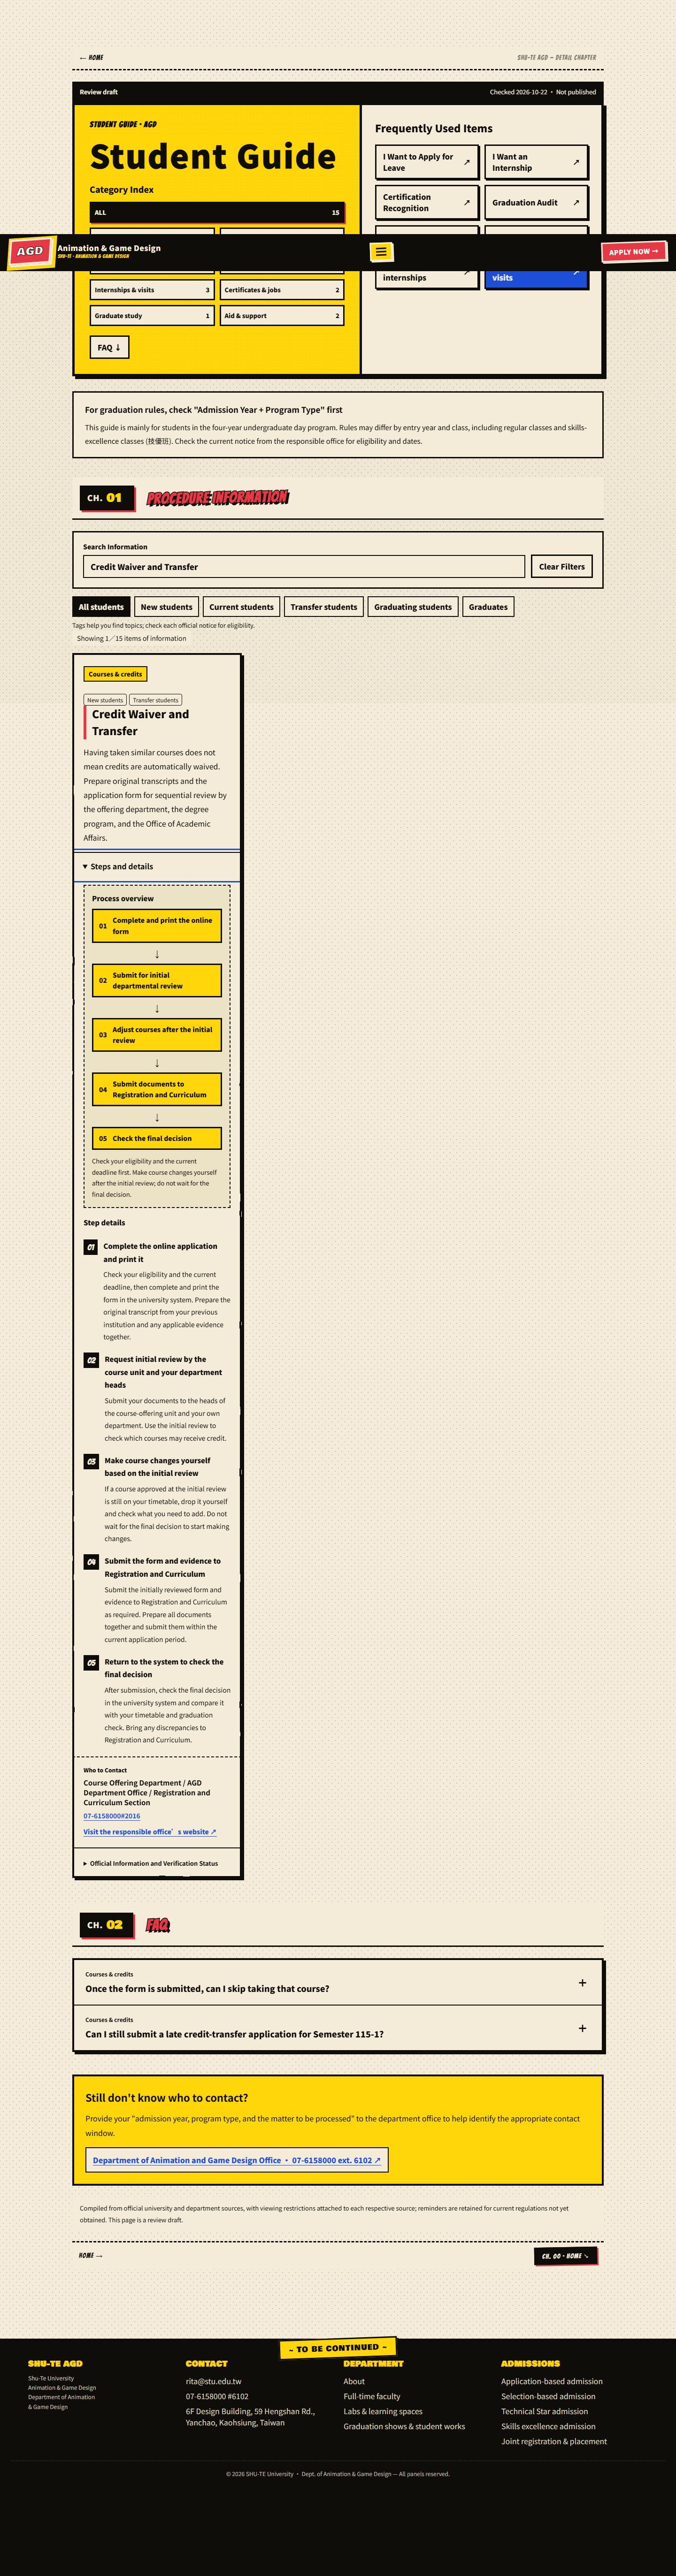 ← HOME
SHU-TE AGD — DETAIL CHAPTER
Review draft
Checked 2026-10-22 • Not published
STUDENT GUIDE • AGD
Student Guide
Category Index
ALL 15
Frequently Used Items
I Want to Apply for
Leave ↗
I Want an
Internship ↗
Certification
Recognition ↗
Graduation Audit ↗
AGD
Animation & Game Design
SHU-TE · ANIMATION & GAME DESIGN
APPLY NOW →
internships
visits
Internships & visits 3
Certificates & jobs 2
Graduate study 1
Aid & support 2
FAQ ↓
For graduation rules, check "Admission Year + Program Type" first
This guide is mainly for students in the four-year undergraduate day program. Rules may differ by entry year and class, including regular classes and skills-
excellence classes (技優班). Check the current notice from the responsible office for eligibility and dates.
CH. 01
PROCEDURE INFORMATION
Search Information
Credit Waiver and Transfer
Clear Filters
All students
New students
Current students
Transfer students
Graduating students
Graduates
Tags help you find topics; check each official notice for eligibility.
Showing 1／15 items of information
Courses & credits
New students
Transfer students
Credit Waiver and
Transfer
Having taken similar courses does not
mean credits are automatically waived.
Prepare original transcripts and the
application form for sequential review by
the offering department, the degree
program, and the Office of Academic
Affairs.
▼ Steps and details
Process overview
01 Complete and print the online
form
↓
02 Submit for initial
departmental review
↓
03 Adjust courses after the initial
review
↓
04 Submit documents to
Registration and Curriculum
↓
05 Check the final decision
Check your eligibility and the current
deadline first. Make course changes yourself
after the initial review; do not wait for the
final decision.
Step details
01 Complete the online application
and print it
Check your eligibility and the current
deadline, then complete and print the
form in the university system. Prepare the
original transcript from your previous
institution and any applicable evidence
together.
02 Request initial review by the
course unit and your department
heads
Submit your documents to the heads of
the course-offering unit and your own
department. Use the initial review to
check which courses may receive credit.
03 Make course changes yourself
based on the initial review
If a course approved at the initial review
is still on your timetable, drop it yourself
and check what you need to add. Do not
wait for the final decision to start making
changes.
04 Submit the form and evidence to
Registration and Curriculum
Submit the initially reviewed form and
evidence to Registration and Curriculum
as required. Prepare all documents
together and submit them within the
current application period.
05 Return to the system to check the
final decision
After submission, check the final decision
in the university system and compare it
with your timetable and graduation
check. Bring any discrepancies to
Registration and Curriculum.
Who to Contact
Course Offering Department / AGD
Department Office / Registration and
Curriculum Section
07-6158000#2016
Visit the responsible office’s website ↗
▶ Official Information and Verification Status
CH. 02
FAQ
Courses & credits
Once the form is submitted, can I skip taking that course? +
Courses & credits
Can I still submit a late credit-transfer application for Semester 115-1? +
Still don't know who to contact?
Provide your "admission year, program type, and the matter to be processed" to the department office to help identify the appropriate contact
window.
Department of Animation and Game Design Office • 07-6158000 ext. 6102 ↗
Compiled from official university and department sources, with viewing restrictions attached to each respective source; reminders are retained for current regulations not yet
obtained. This page is a review draft.
HOME →
CH. 00 · HOME ↘
~ TO BE CONTINUED ~
SHU-TE AGD
Shu-Te University
Animation & Game Design
Department of Animation
& Game Design
CONTACT
rita@stu.edu.tw
07-6158000 #6102
6F Design Building, 59 Hengshan Rd.,
Yanchao, Kaohsiung, Taiwan
DEPARTMENT
About
Full-time faculty
Labs & learning spaces
Graduation shows & student works
ADMISSIONS
Application-based admission
Selection-based admission
Technical Star admission
Skills excellence admission
Joint registration & placement
© 2026 SHU-TE University • Dept. of Animation & Game Design — All panels reserved.